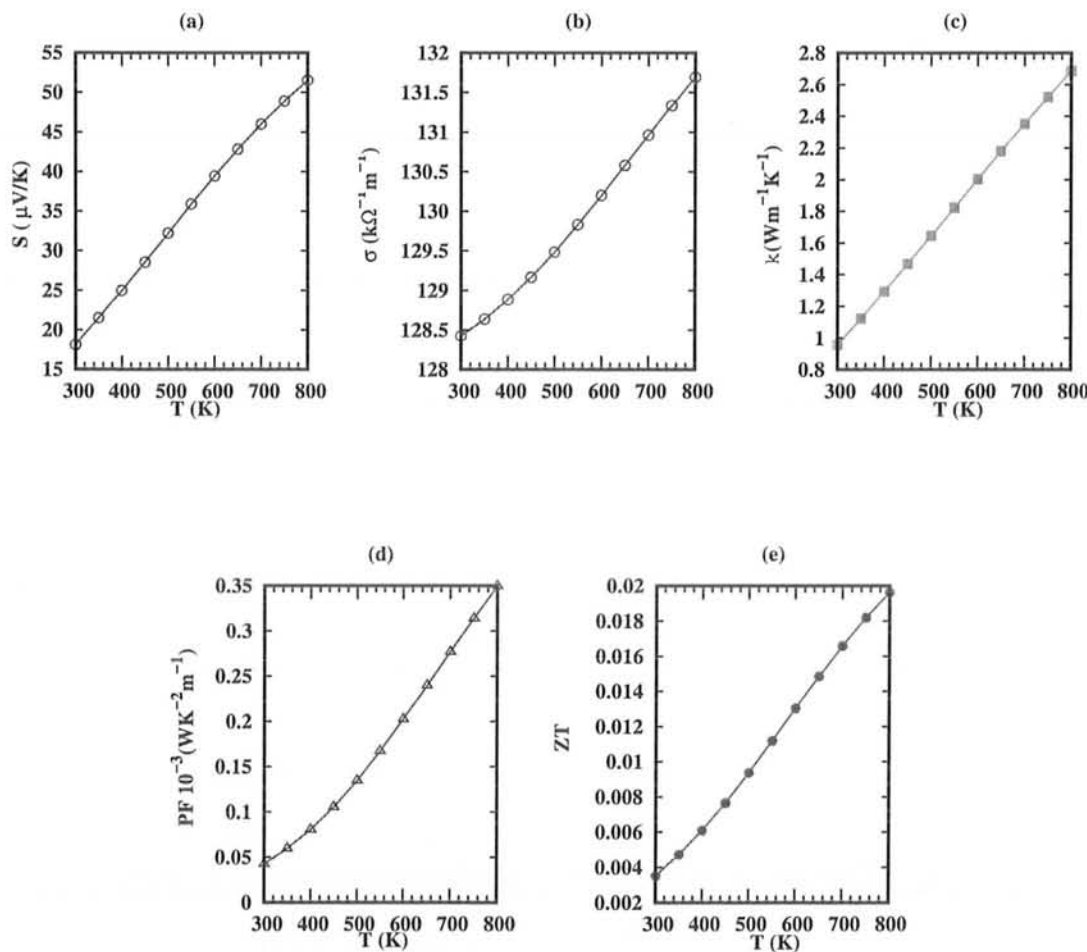 (a)
55
50
45
40
35
30
25
20
15
S ( μV/K)
300 400 500 600 700 800
T (K)
(b)
132
131.5
131
130.5
130
129.5
129
128.5
128
σ (kΩ⁻¹m⁻¹)
300 400 500 600 700 800
T (K)
(c)
2.8
2.6
2.4
2.2
2
1.8
1.6
1.4
1.2
1
0.8
k(Wm⁻¹K⁻¹)
300 400 500 600 700 800
T (K)
(d)
0.35
0.3
0.25
0.2
0.15
0.1
0.05
0
PF 10⁻³(WK⁻²m⁻¹)
300 400 500 600 700 800
T (K)
(e)
0.02
0.018
0.016
0.014
0.012
0.01
0.008
0.006
0.004
0.002
ZT
300 400 500 600 700 800
T (K)